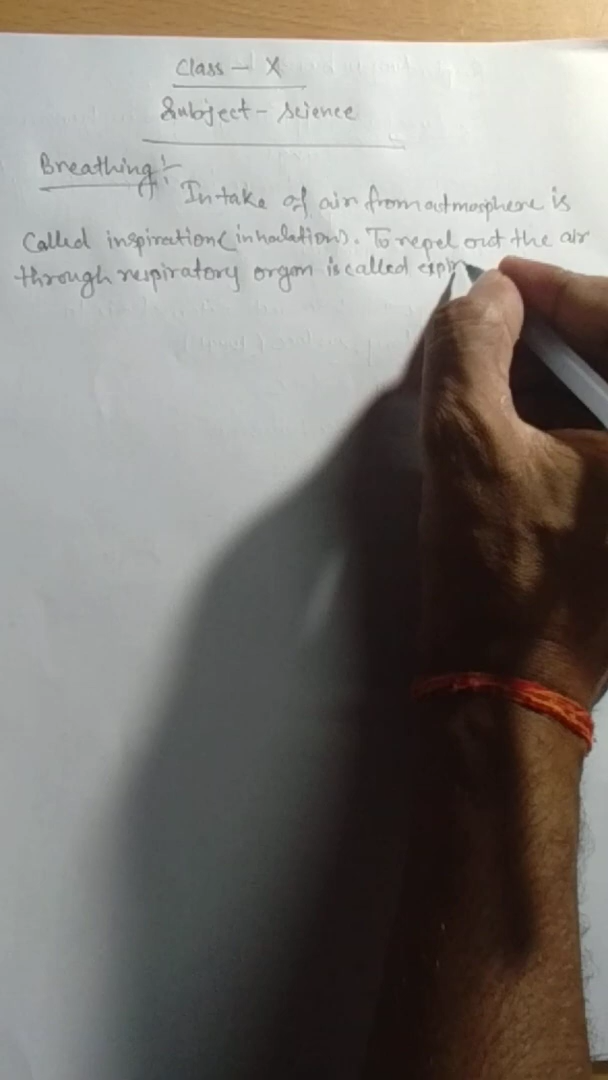 Class - X
Subject - Science
Breathing :-
Intake of air from atmosphere is
Called inspiration (inhalation). To repel out the air
through respiratory organ is called expi